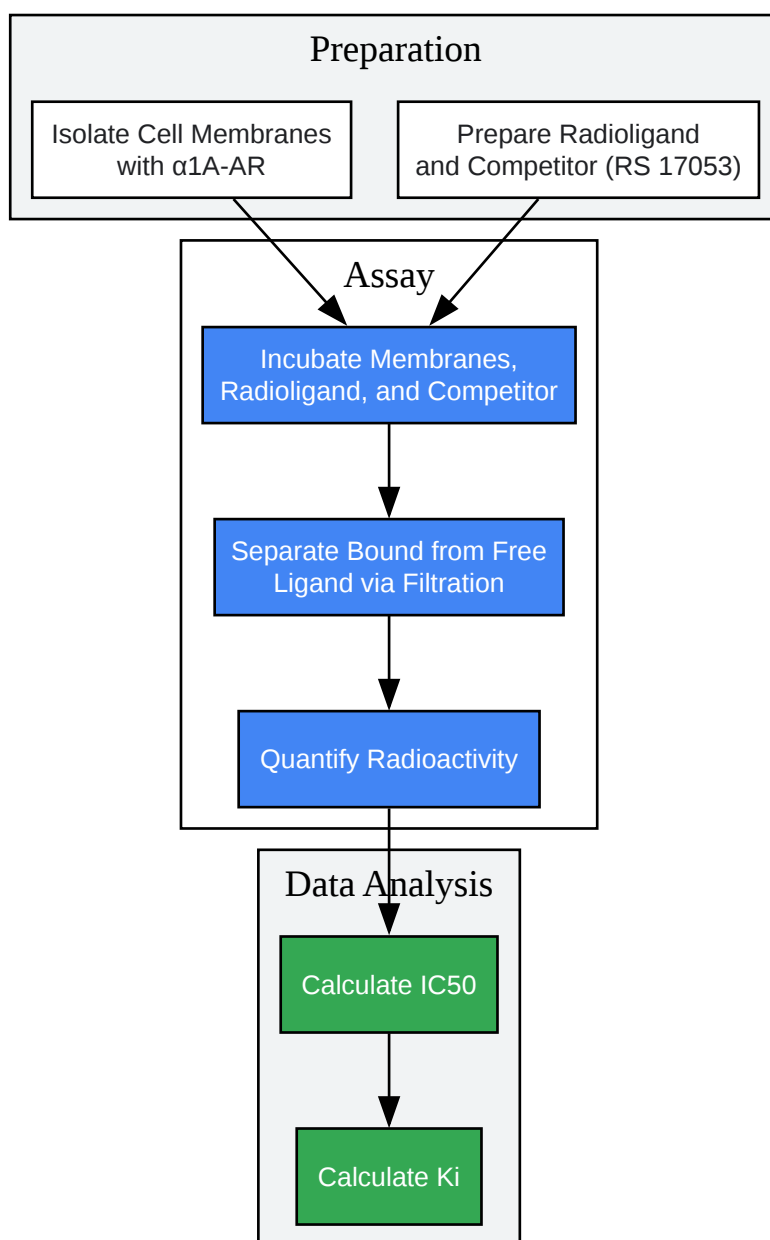 Preparation
Isolate Cell Membranes
with α1A-AR
Prepare Radioligand
and Competitor (RS 17053)
Assay
Incubate Membranes,
Radioligand, and Competitor
Separate Bound from Free
Ligand via Filtration
Quantify Radioactivity
Data Analysis
Calculate IC50
Calculate Ki